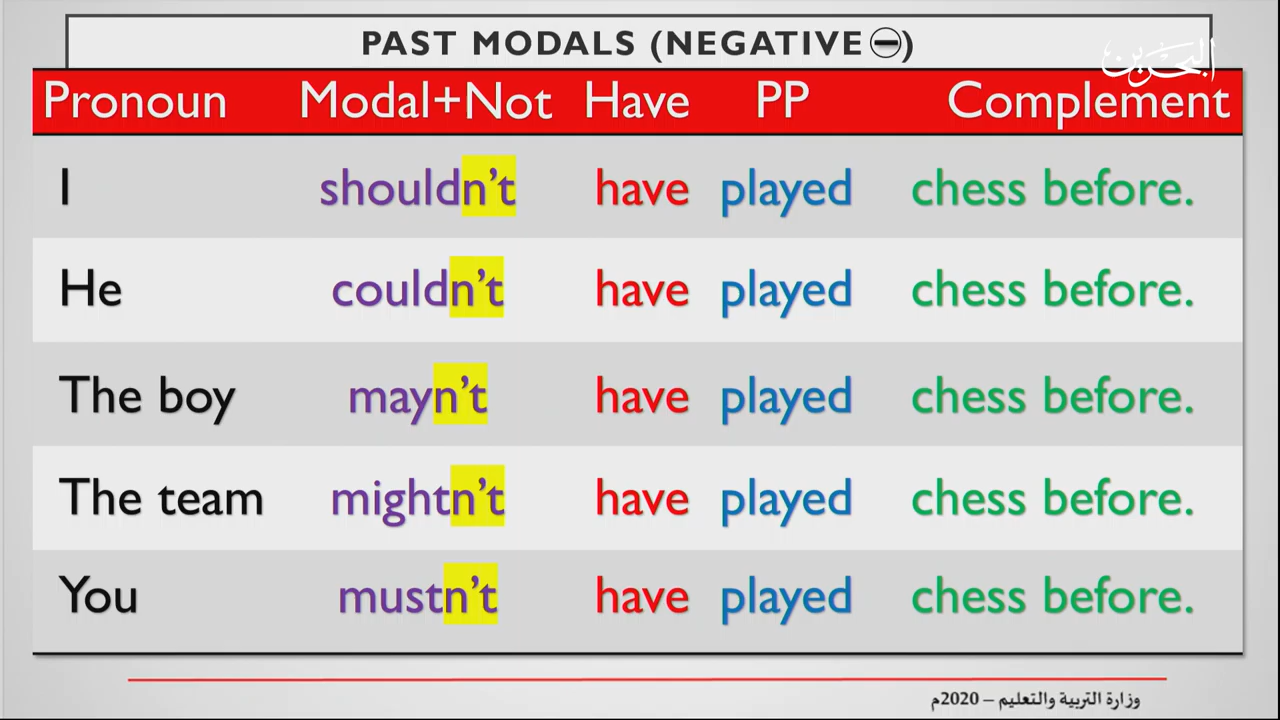 PAST MODALS (NEGATIVE⊖)
البحرين
Pronoun Modal+Not Have PP Complement
I shouldn't have played chess before.
He couldn't have played chess before.
The boy mayn't have played chess before.
The team mightn't have played chess before.
You mustn't have played chess before.
وزارة التربية والتعليم – 2020م